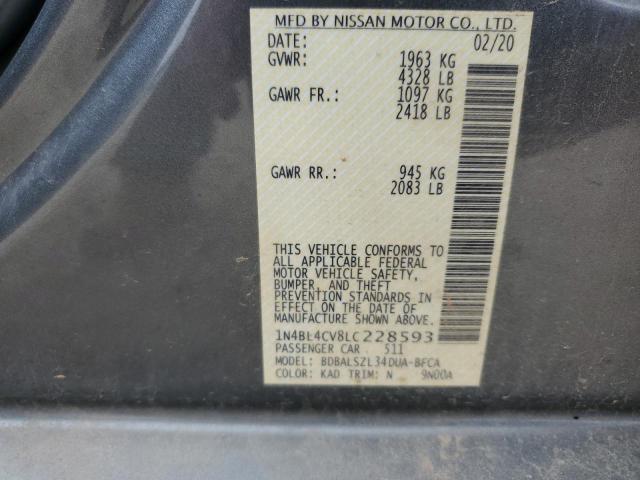 MFD BY NISSAN MOTOR CO., LTD.
DATE: 02/20
GVWR: 1963 KG
4328 LB
GAWR FR.: 1097 KG
2418 LB
GAWR RR.: 945 KG
2083 LB
THIS VEHICLE CONFORMS TO
ALL APPLICABLE FEDERAL
MOTOR VEHICLE SAFETY,
BUMPER, AND THEFT
PREVENTION STANDARDS IN
EFFECT ON THE DATE OF
MANUFACTURE SHOWN ABOVE.
1N4BL4CV8LC228593
PASSENGER CAR 511
MODEL: BDBALSZL34DUA-BFCA
COLOR: KAD TRIM: N 9N00A